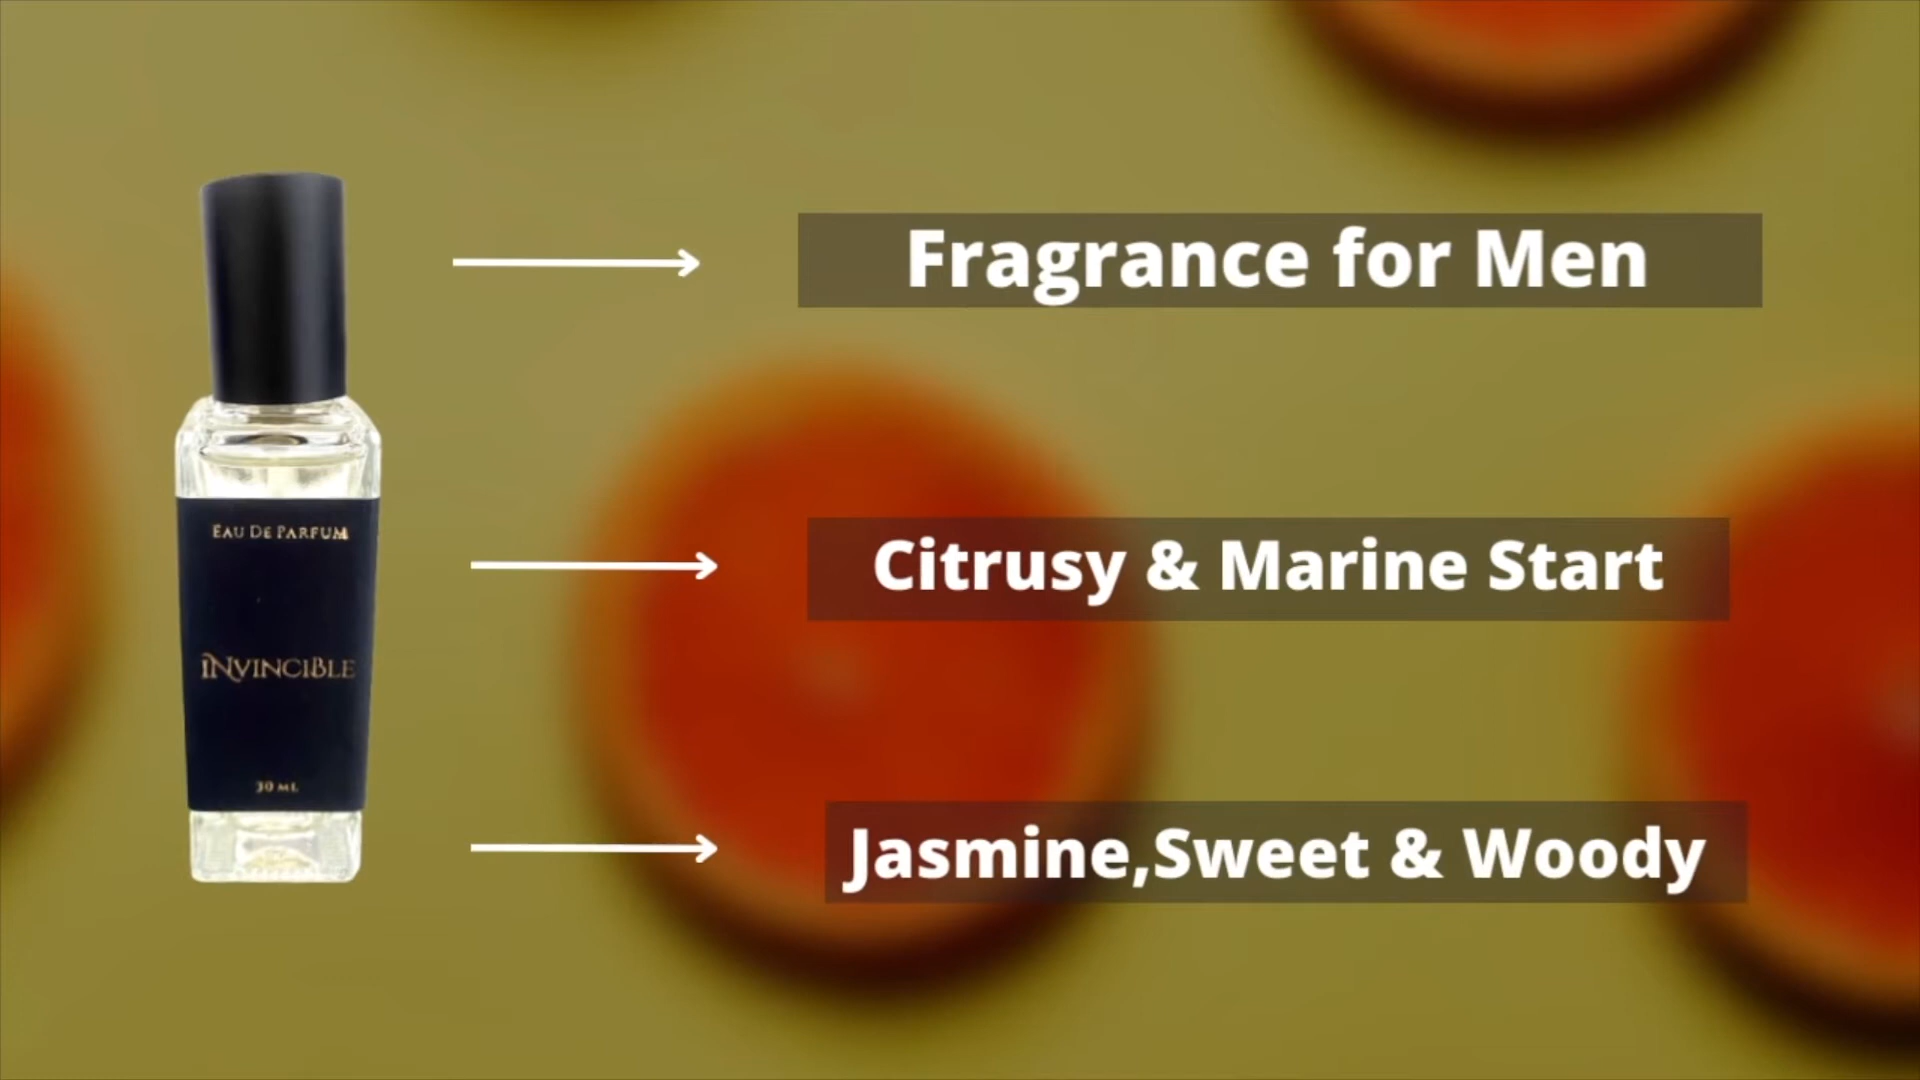 Fragrance for Men
EAU DE PARFUM
Citrusy & Marine Start
INVINCIBLE
30 ML
Jasmine,Sweet & Woody